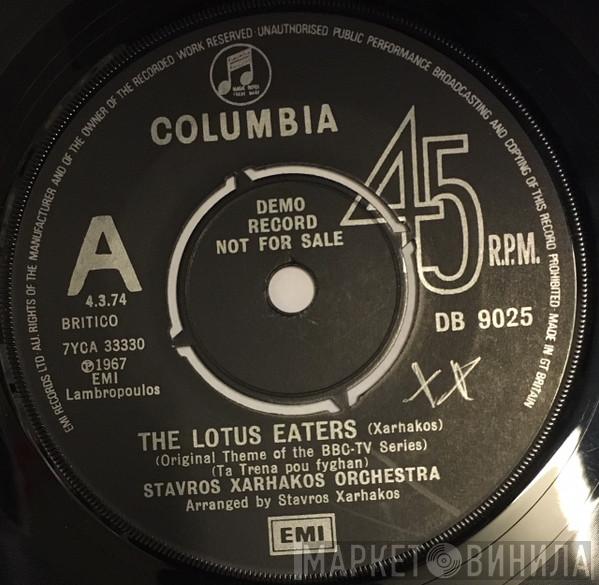 EMI RECORDS LTD ALL RIGHTS OF THE MANUFACTURER AND OF THE OWNER OF THE RECORDED WORK RESERVED UNAUTHORISED PUBLIC PERFORMANCE BROADCASTING AND COPYING OF THIS RECORD PROHIBITED. MADE IN GT BRITAIN
COLUMBIA
45
R.P.M.
DEMO
RECORD
NOT FOR SALE
A
4.3.74
BRITICO
7YCA 33330
Ⓟ1967
EMI
Lambropoulos
DB 9025
THE LOTUS EATERS (Xarhakos)
(Original Theme of the BBC-TV Series)
(Ta Trena pou fyghan)
STAVROS XARHAKOS ORCHESTRA
Arranged by Stavros Xarhakos
EMI
МАРКЕТ ВИНИЛА